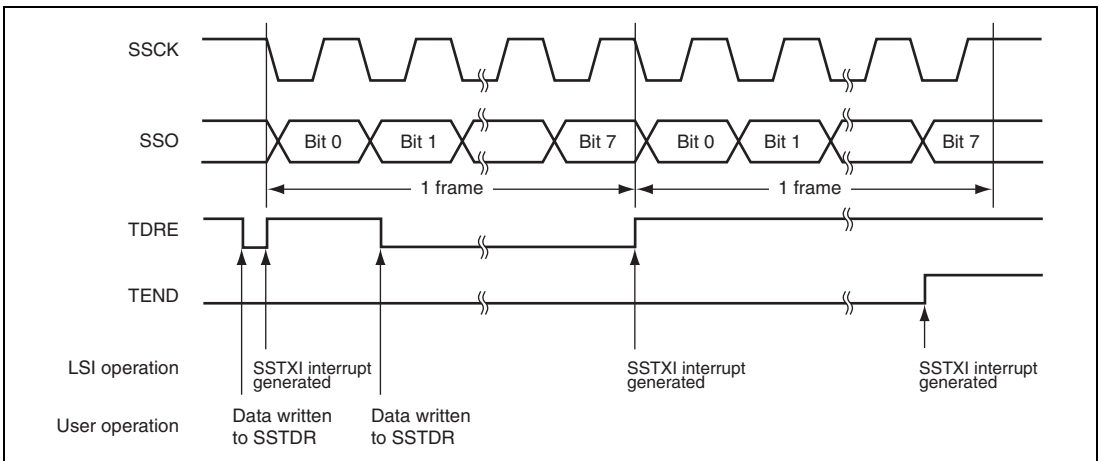 SSCK
SSO
Bit 0
Bit 1
Bit 7
Bit 0
Bit 1
Bit 7
1 frame
1 frame
TDRE
TEND
LSI operation
SSTXI interrupt
generated
SSTXI interrupt
generated
SSTXI interrupt
generated
User operation
Data written
to SSTDR
Data written
to SSTDR